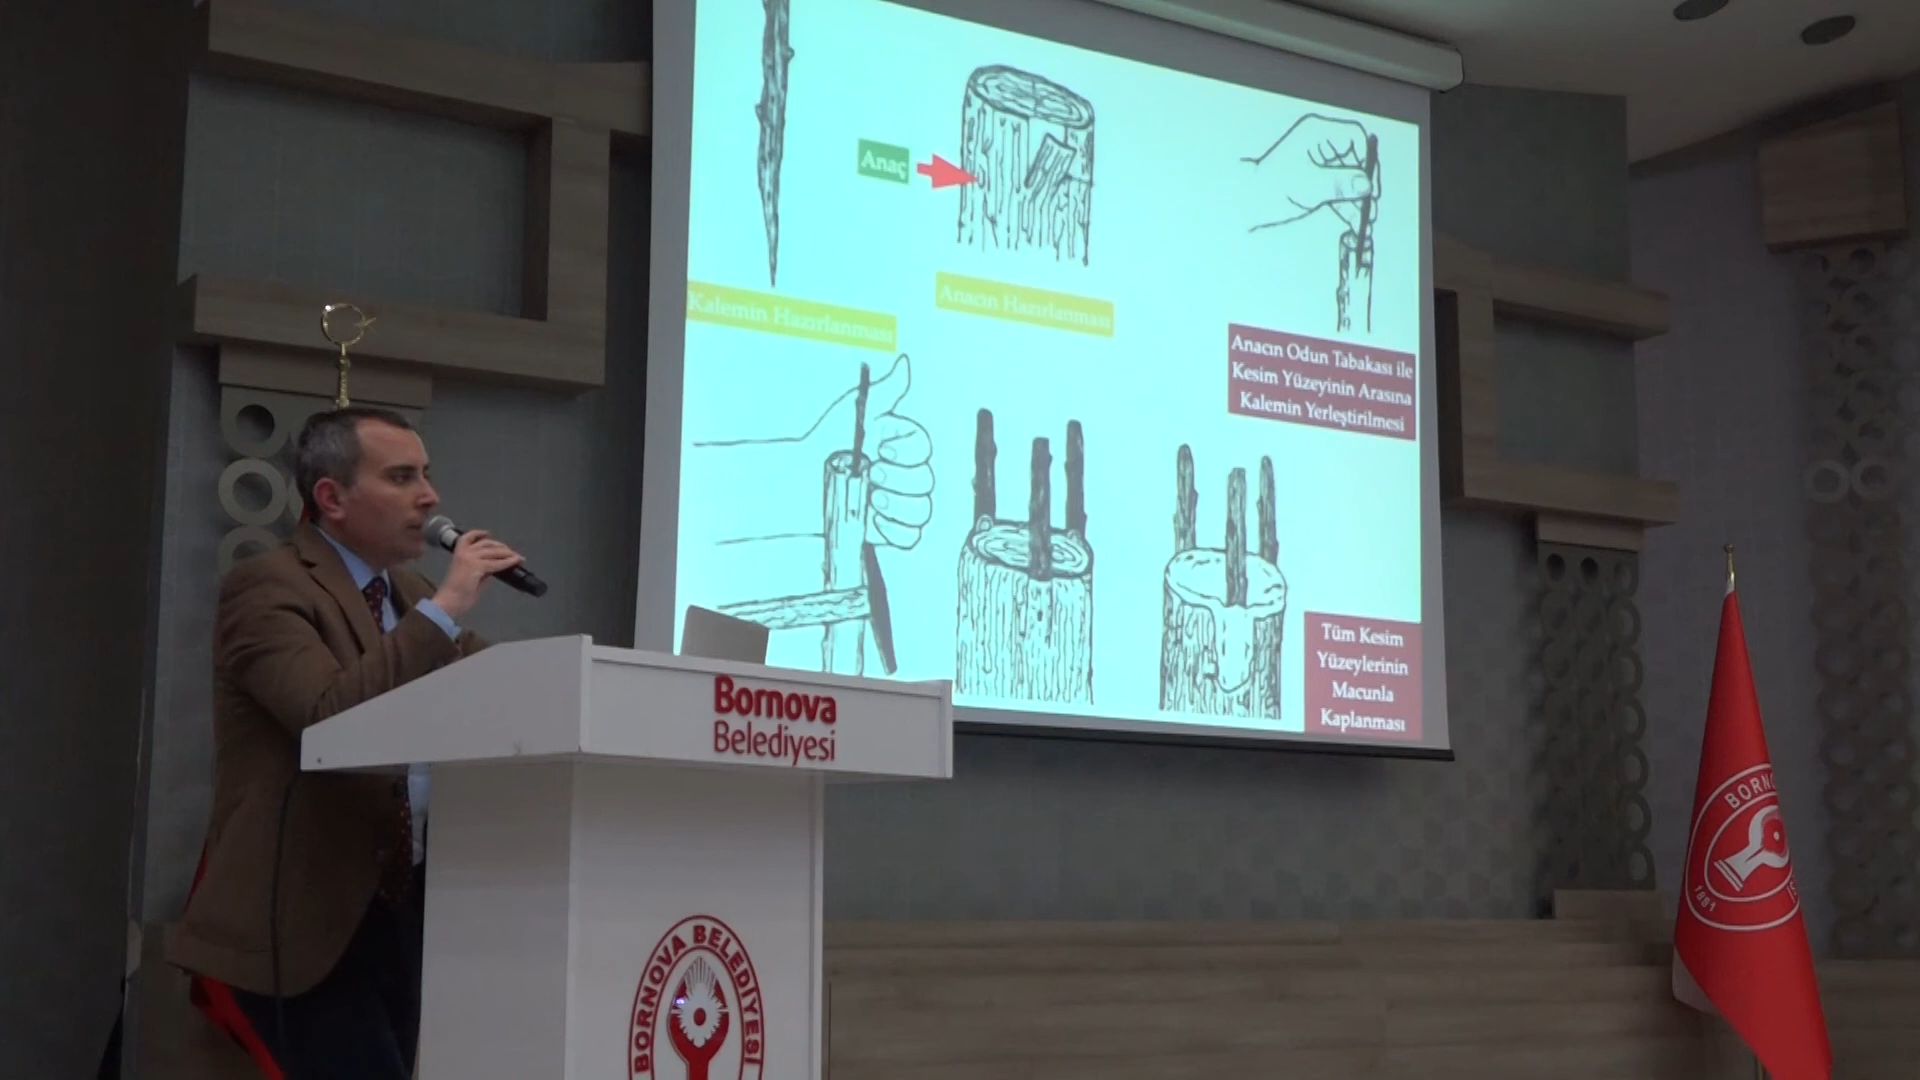 Anaç
Kalemin Hazırlanması
Anacın Hazırlanması
Anacın Odun Tabakası ile
Kesim Yüzeyinin Arasına
Kalemin Yerleştirilmesi
Tüm Kesim
Yüzeylerinin
Macunla
Kaplanması
Bornova
Belediyesi
BORNOVA BELEDİYESİ
1881